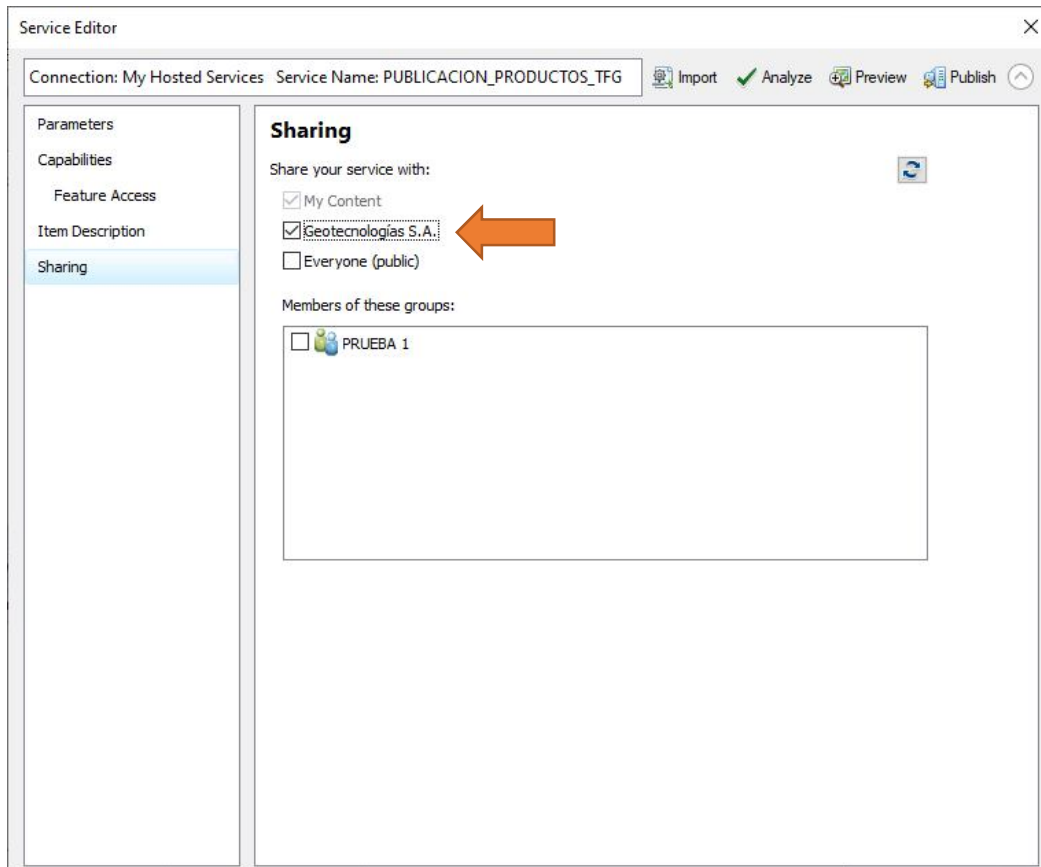 Service Editor
Connection: My Hosted Services Service Name: PUBLICACION_PRODUCTOS_TFG Import Analyze Preview Publish
Parameters
Capabilities
Feature Access
Item Description
Sharing
Sharing
Share your service with:
My Content
Geotecnologías S.A.
Everyone (public)
Members of these groups:
PRUEBA 1